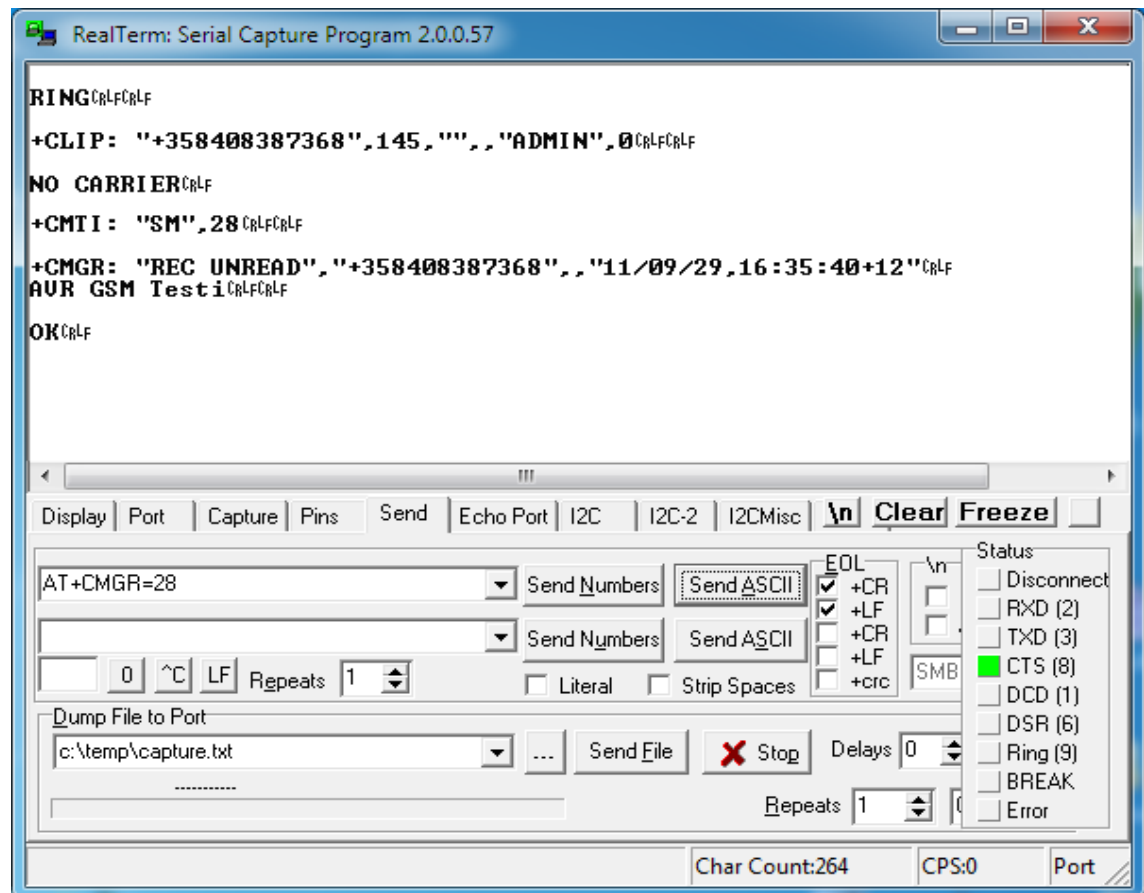 RealTerm: Serial Capture Program 2.0.0.57
RING CRLFCRLF
+CLIP: "+358408387368",145,"",,"ADMIN",0CRLFCRLF
NO CARRIERCRLF
+CMTI: "SM",28CRLFCRLF
+CMGR: "REC UNREAD","+358408387368",,"11/09/29,16:35:40+12"CRLF
AVR GSM TestiCRLFCRLF
OKCRLF
Display Port Capture Pins Send Echo Port I2C I2C-2 I2CMisc \n Clear Freeze
AT+CMGR=28 Send Numbers Send ASCII
Send Numbers Send ASCII
0 ^C LF Repeats 1 Literal Strip Spaces
EOL
+CR
+LF
+CR
+LF
+crc
\n
SMB
Dump File to Port
c:\temp\capture.txt ... Send File Stop Delays 0
-----------
Repeats 1
Status
Disconnect
RXD (2)
TXD (3)
CTS (8)
DCD (1)
DSR (6)
Ring (9)
BREAK
Error
Char Count:264 CPS:0 Port